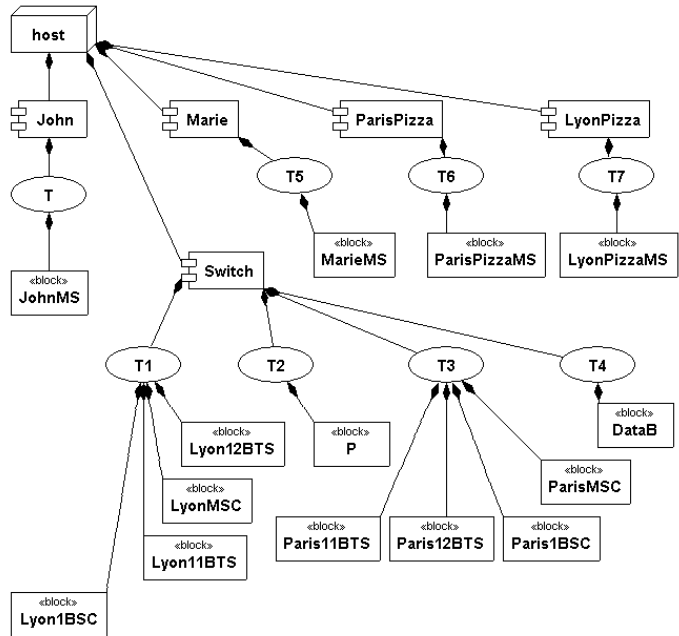 host
John
Marie
ParisPizza
LyonPizza
T
T5
T6
T7
«block»
MarieMS
«block»
ParisPizzaMS
«block»
LyonPizzaMS
«block»
JohnMS
Switch
T1
T2
T3
T4
«block»
DataB
«block»
Lyon12BTS
«block»
P
«block»
ParisMSC
«block»
LyonMSC
«block»
Paris11BTS
«block»
Paris12BTS
«block»
Paris1BSC
«block»
Lyon11BTS
«block»
Lyon1BSC